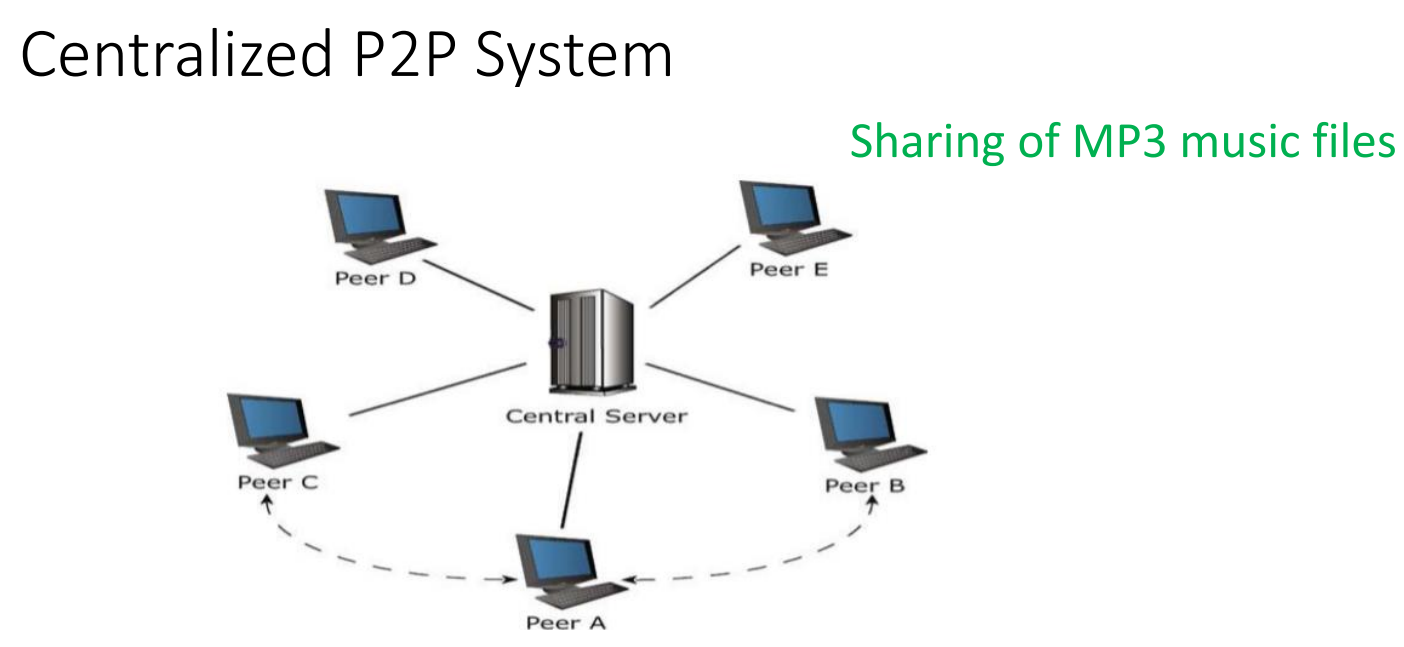 Centralized P2P System
Sharing of MP3 music files
Peer D
Peer E
Central Server
Peer C
Peer B
Peer A